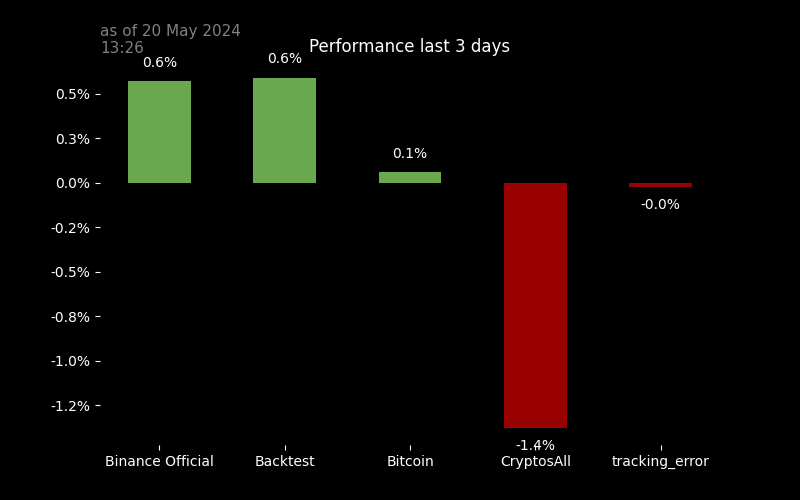 as of 20 May 2024
13:26
Performance last 3 days
0.6%
0.6%
0.1%
-1.4%
-0.0%
0.5%
0.3%
0.0%
-0.2%
-0.5%
-0.8%
-1.0%
-1.2%
Binance Official
Backtest
Bitcoin
CryptosAll
tracking_error